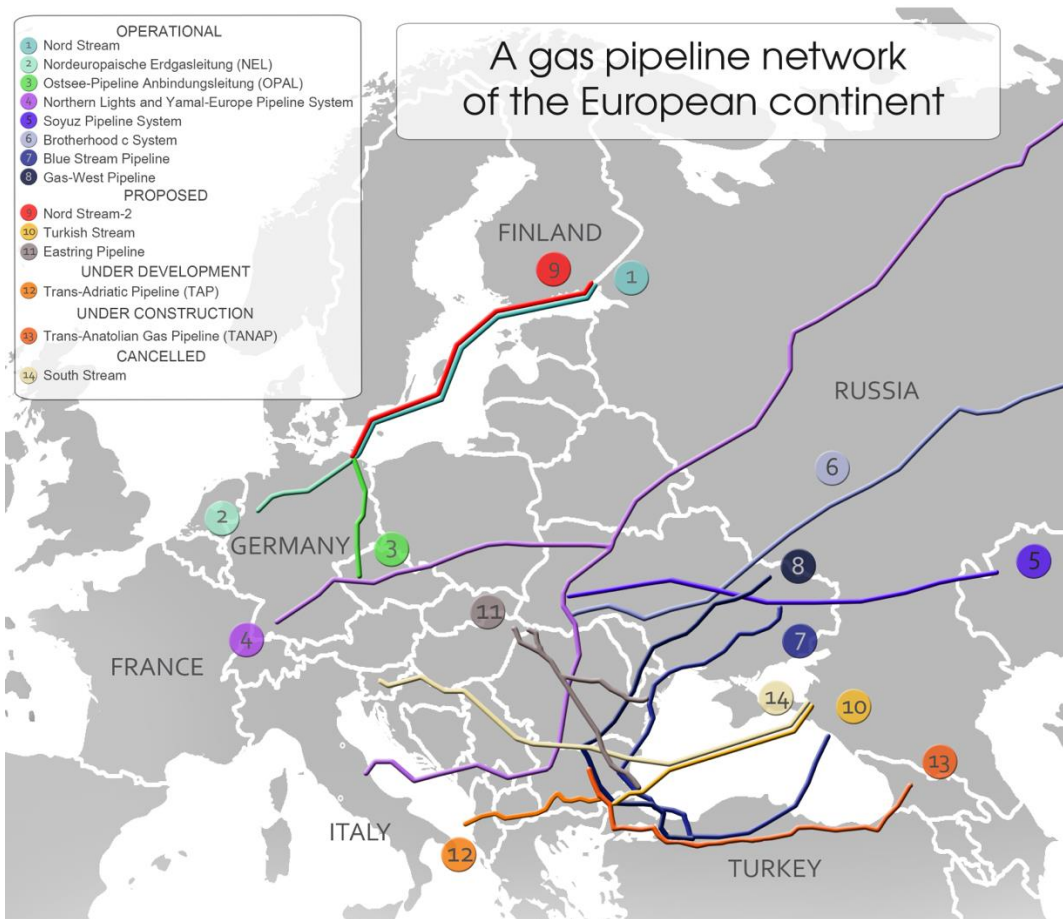 A gas pipeline network
of the European continent
OPERATIONAL
1 Nord Stream
2 Nordeuropaische Erdgasleitung (NEL)
3 Ostsee-Pipeline Anbindungsleitung (OPAL)
4 Northern Lights and Yamal-Europe Pipeline System
5 Soyuz Pipeline System
6 Brotherhood c System
7 Blue Stream Pipeline
8 Gas-West Pipeline
PROPOSED
9 Nord Stream-2
10 Turkish Stream
11 Eastring Pipeline
UNDER DEVELOPMENT
12 Trans-Adriatic Pipeline (TAP)
UNDER CONSTRUCTION
13 Trans-Anatolian Gas Pipeline (TANAP)
CANCELLED
14 South Stream
FINLAND
9
1
RUSSIA
6
2
GERMANY
3
8
5
11
4
7
FRANCE
14
10
13
ITALY
12
TURKEY